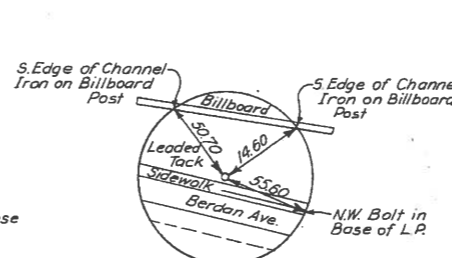 S. Edge of Channel
Iron on Billboard
Post
Billboard
S. Edge of Channe
Iron on Billboard
Post
50.70
14.60
Leaded
Tack
55.60
Sidewalk
Berdan Ave.
N.W. Bolt in
Base of L.P.
se